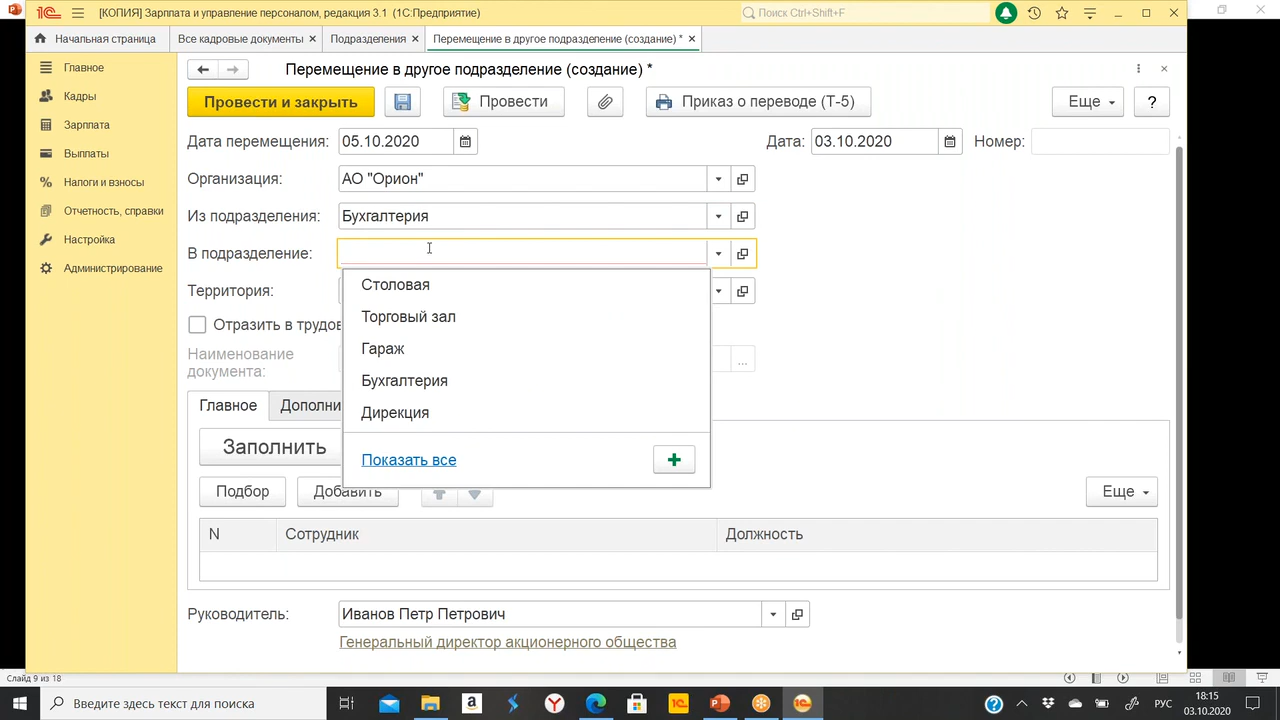 [КОПИЯ] Зарплата и управление персоналом, редакция 3.1 (1С:Предприятие)
Поиск Ctrl+Shift+F
Начальная страница
Все кадровые документы
Подразделения
Перемещение в другое подразделение (создание) *
Главное
Кадры
Зарплата
Выплаты
Налоги и взносы
Отчетность, справки
Настройка
Администрирование
Перемещение в другое подразделение (создание) *
Провести и закрыть
Провести
Приказ о переводе (Т-5)
Еще
?
Дата перемещения: 05.10.2020
Дата: 03.10.2020
Номер:
Организация: АО "Орион"
Из подразделения: Бухгалтерия
В подразделение:
Столовая
Торговый зал
Гараж
Бухгалтерия
Дирекция
Показать все
Территория:
Отразить в трудов
Наименование
документа:
...
Главное
Дополни
Заполнить
Подбор
Добавить
Еще
N
Сотрудник
Должность
Руководитель: Иванов Петр Петрович
Генеральный директор акционерного общества
Слайд 9 из 18
Введите здесь текст для поиска
РУС
18:15
03.10.2020